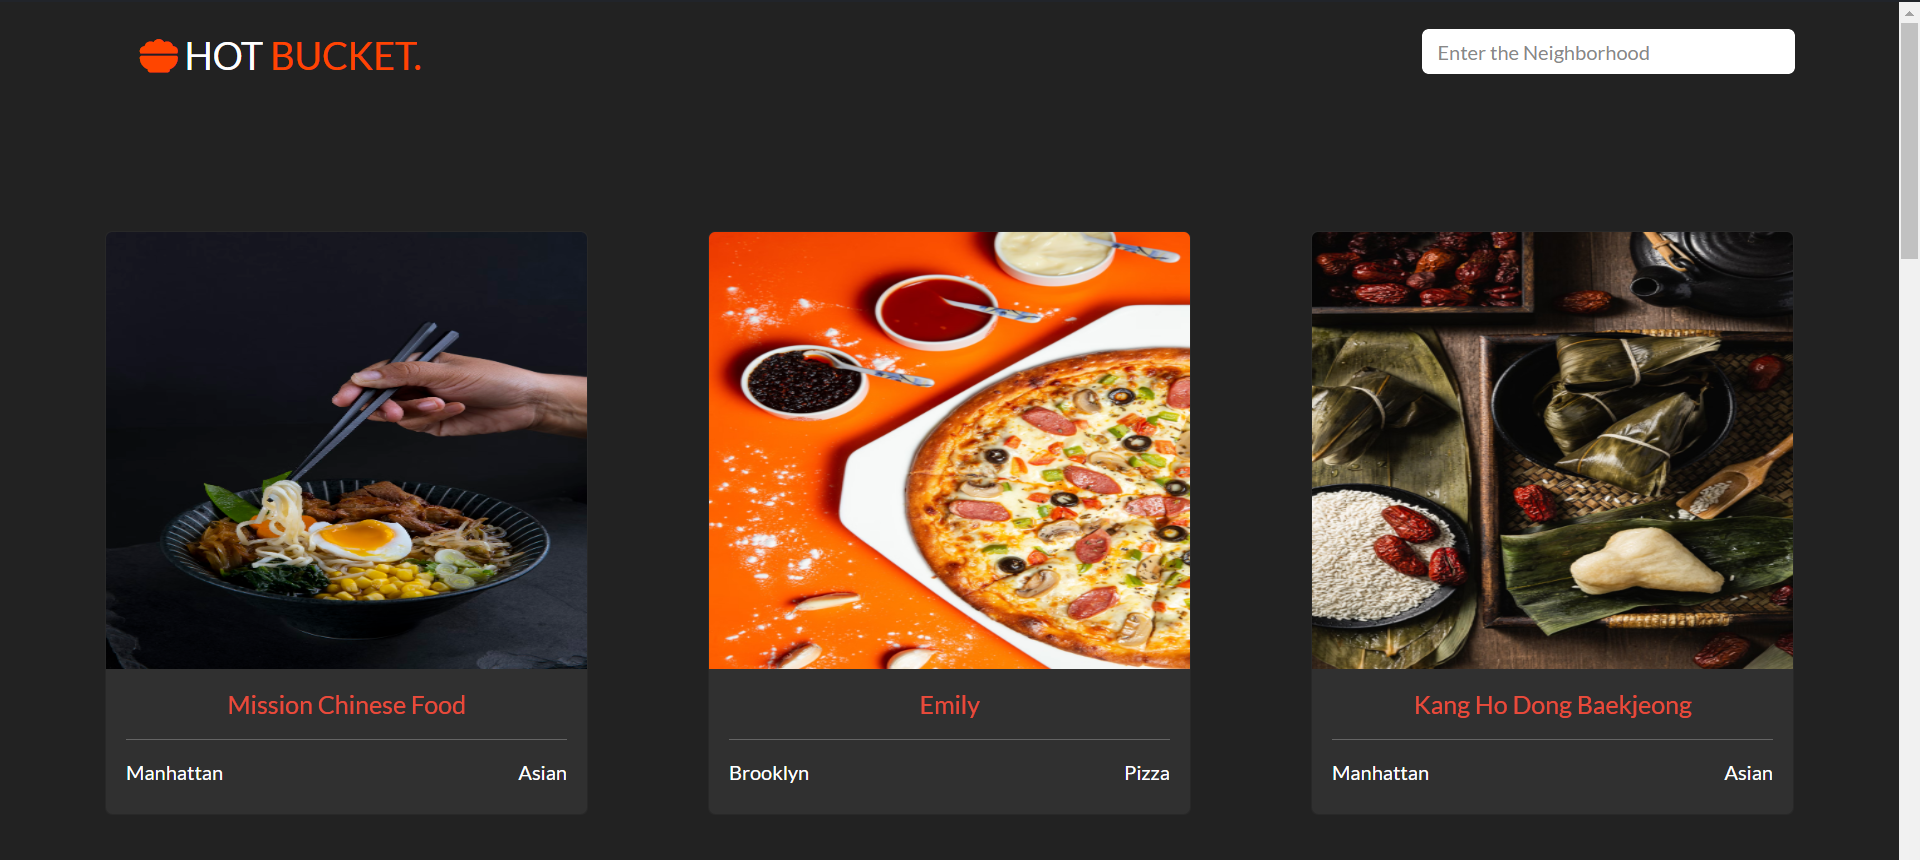 HOT BUCKET.
Enter the Neighborhood
Mission Chinese Food
Manhattan Asian
Emily
Brooklyn Pizza
Kang Ho Dong Baekjeong
Manhattan Asian